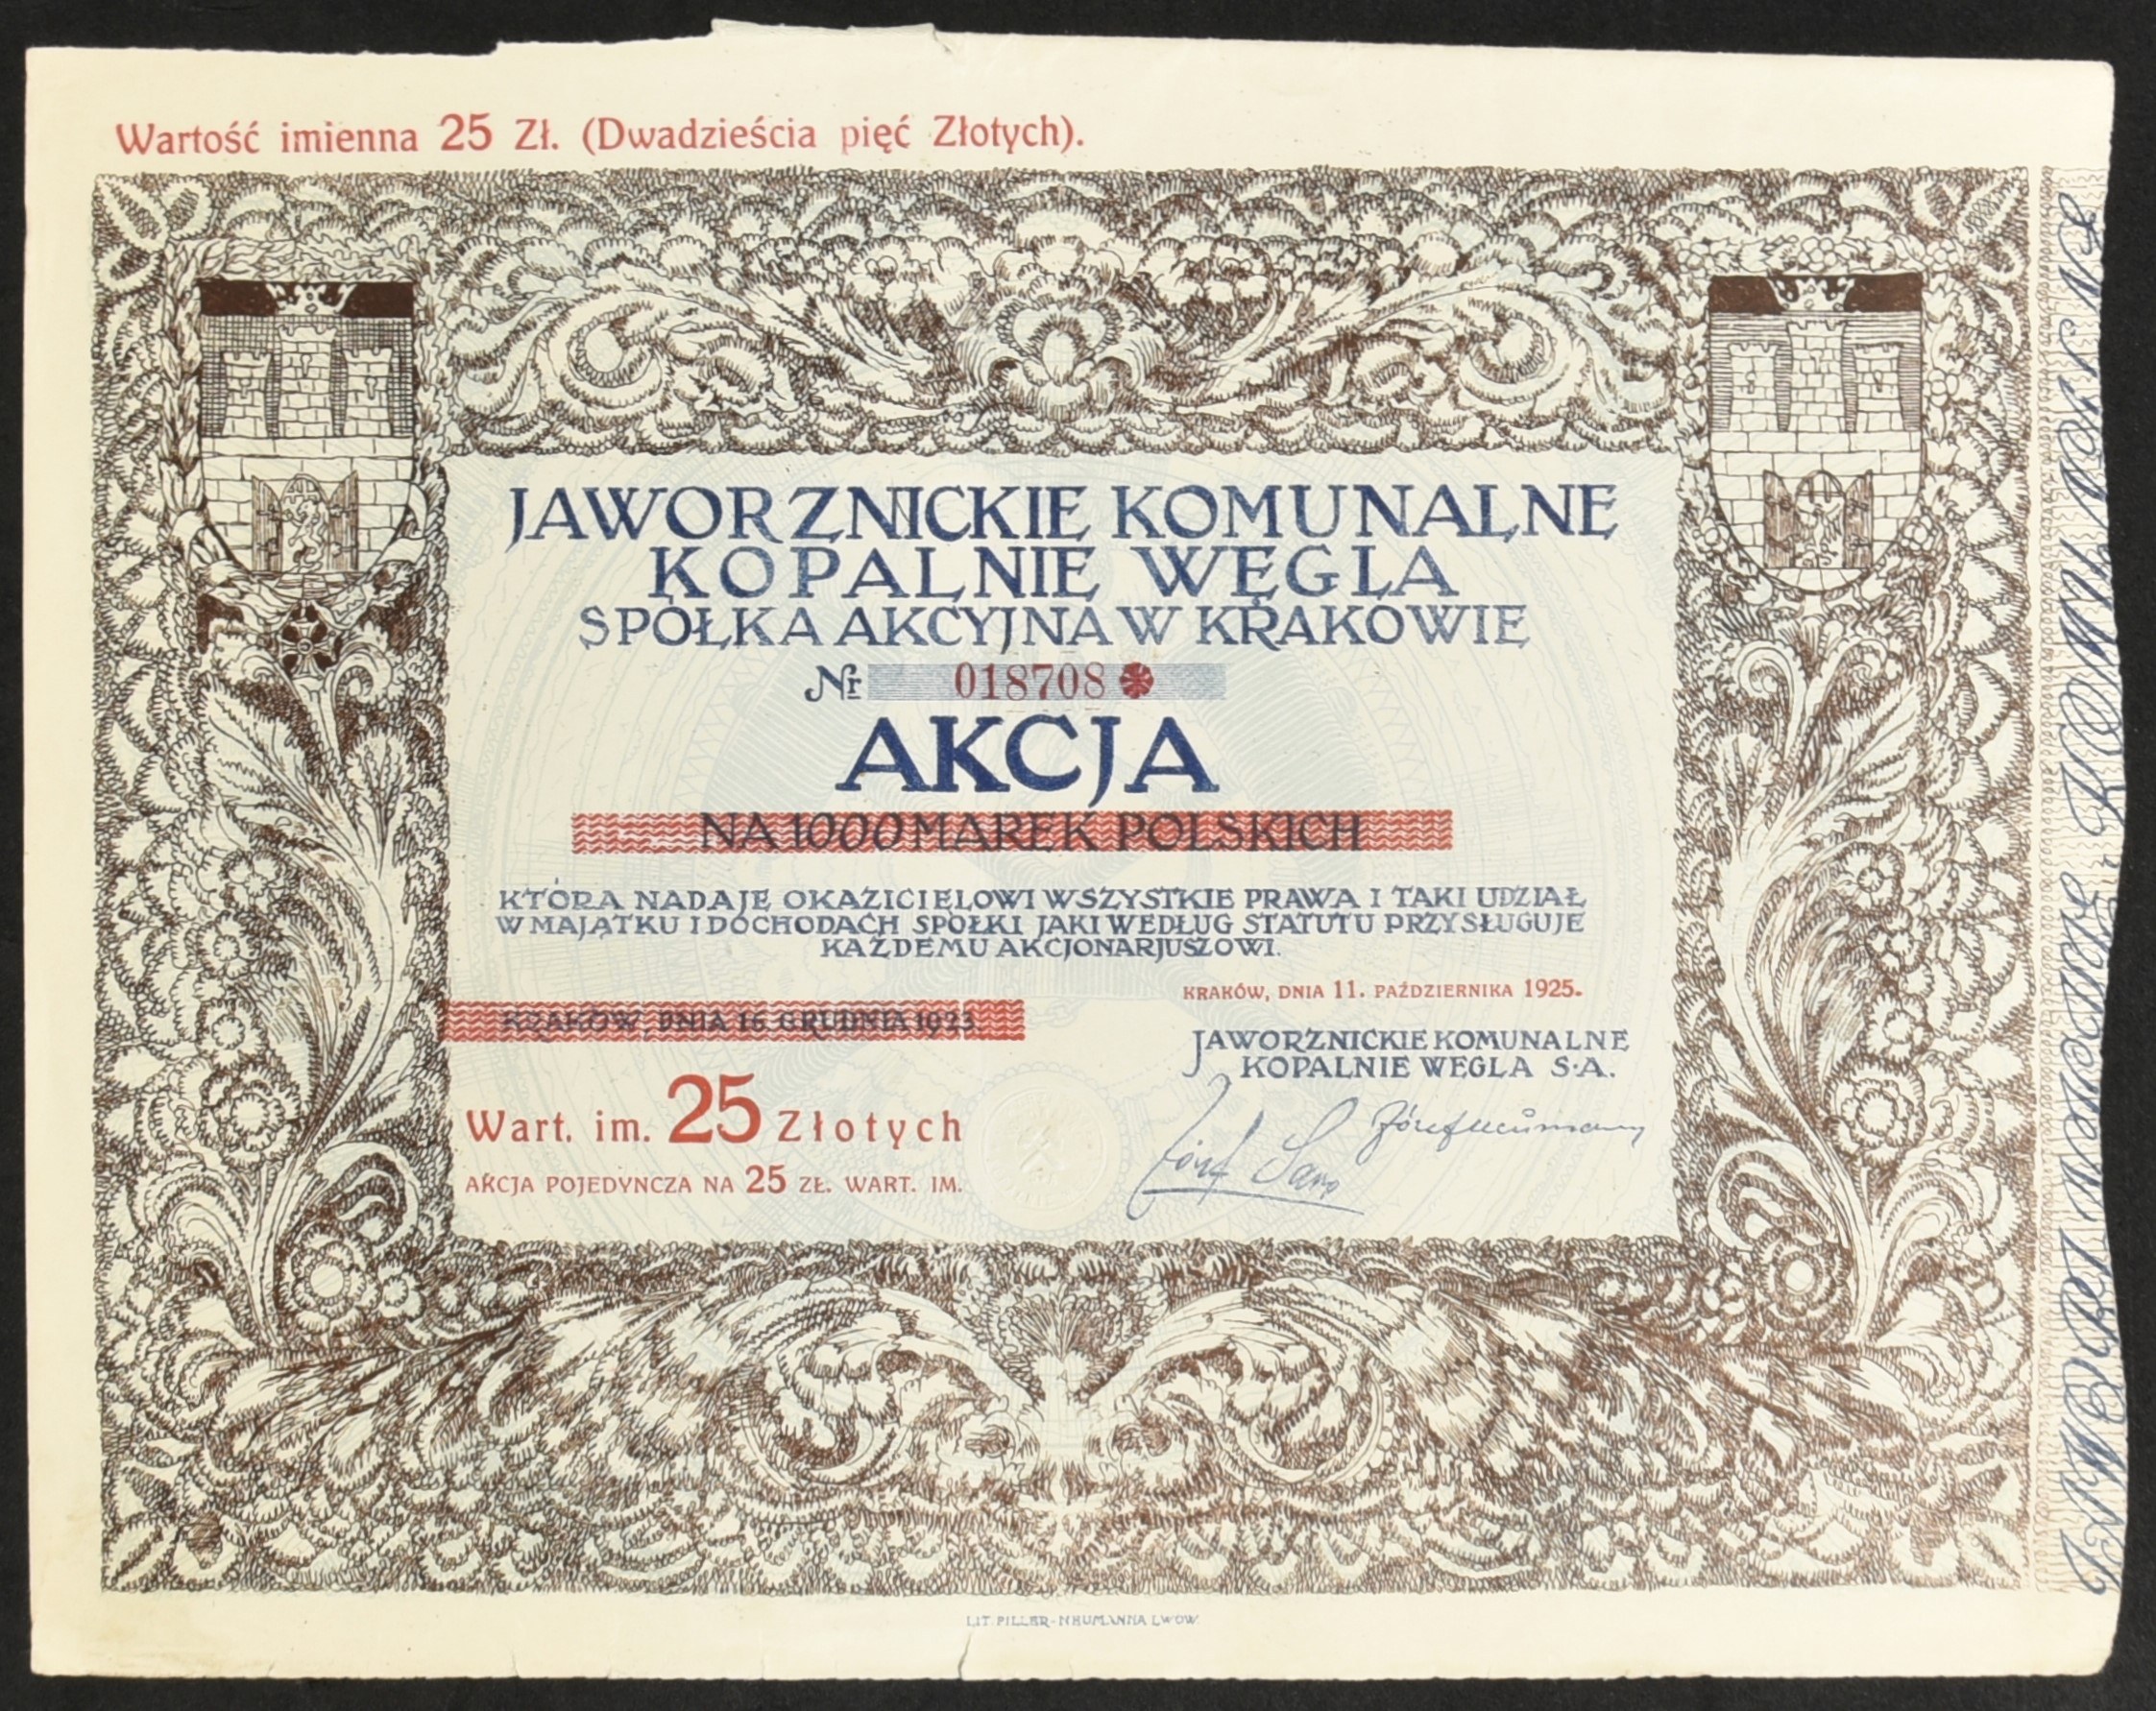 Wartość imienna 25 Zł. (Dwadzieścia pięć Złotych).
JAWORZNICKIE KOMUNALNE
KOPALNIE WĘGLA
SPÓŁKA AKCYJNA W KRAKOWIE
Nr 018708
AKCJA
NA 1000 MAREK POLSKICH
KTÓRA NADAJE OKAZICIELOWI WSZYSTKIE PRAWA I TAKI UDZIAŁ
W MAJĄTKU I DOCHODACH SPÓŁKI JAKI WEDŁUG STATUTU PRZYSŁUGUJE
KAŻDEMU AKCJONARJUSZOWI.
KRAKÓW, DNIA 11. PAŹDZIERNIKA 1925.
KRAKÓW, DNIA 16 GRUDNIA 1923
JAWORZNICKIE KOMUNALNE
KOPALNIE WĘGLA S.A.
Wart. im. 25 Złotych
AKCJA POJEDYNCZA NA 25 ZŁ. WART. IM.
Józef
LIT. PILLER-NEUMANNA LWÓW.